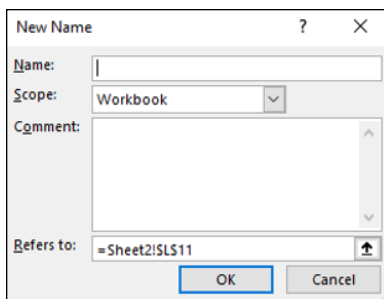 New Name ? ×
Name:
Scope: Workbook
Comment:
Refers to: =Sheet2!$L$11
OK Cancel